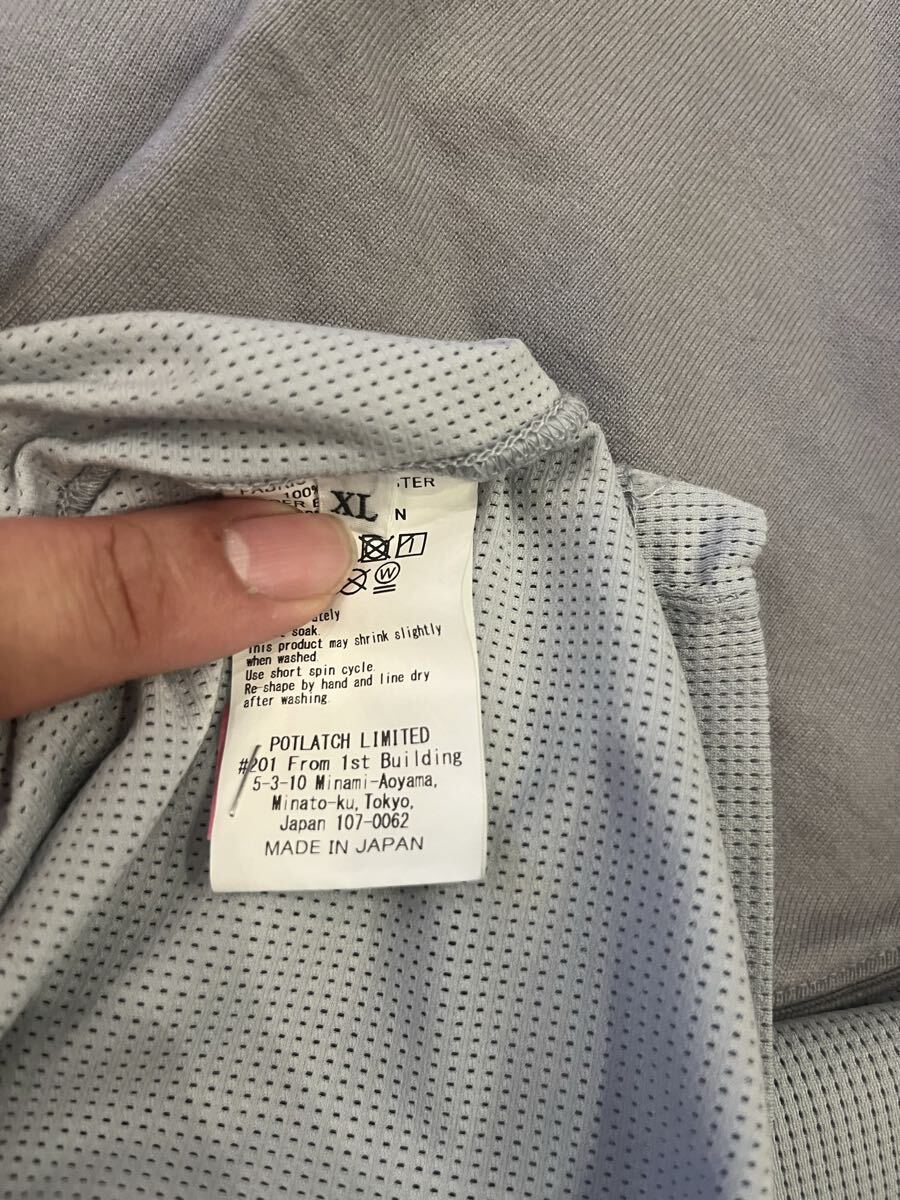 100%
XL
N
soak.
This product may shrink slightly
when washed.
Use short spin cycle.
Re-shape by hand and line dry
after washing.
POTLATCH LIMITED
#201 From 1st Building
5-3-10 Minami-Aoyama,
Minato-ku, Tokyo,
Japan 107-0062
MADE IN JAPAN